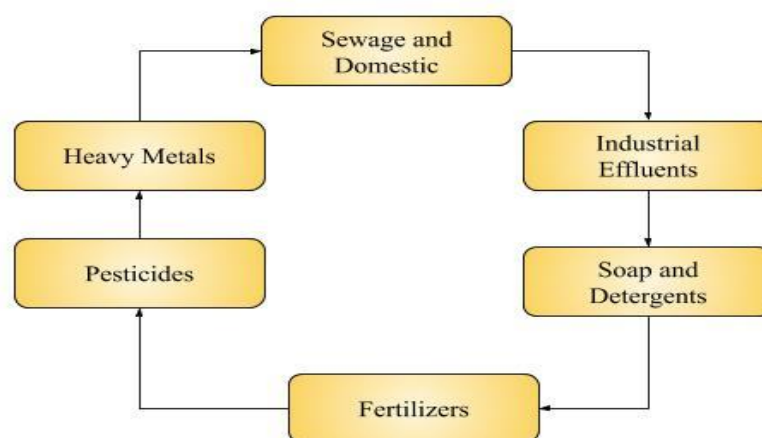 Sewage and
Domestic
Industrial
Effluents
Soap and
Detergents
Fertilizers
Pesticides
Heavy Metals